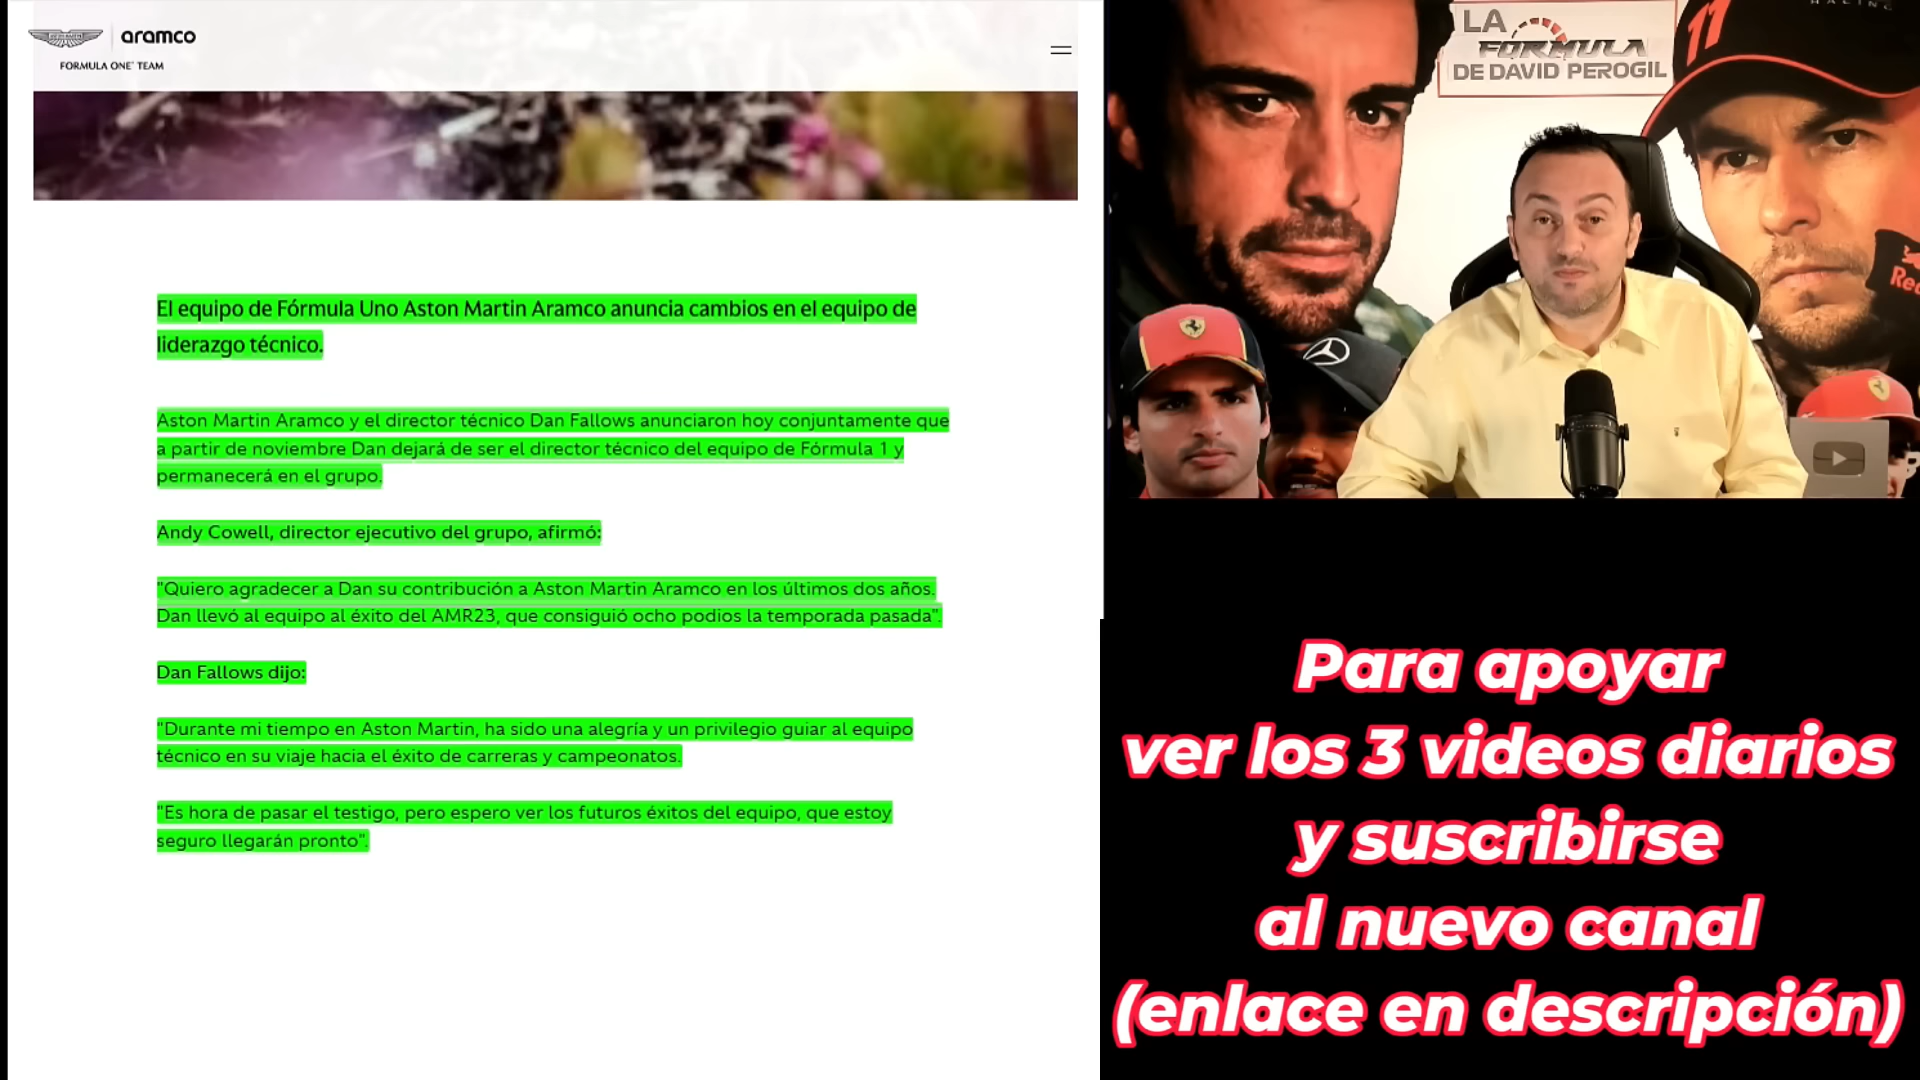 aramco
FORMULA ONE™ TEAM
El equipo de Fórmula Uno Aston Martin Aramco anuncia cambios en el equipo de
liderazgo técnico.
Aston Martin Aramco y el director técnico Dan Fallows anunciaron hoy conjuntamente que
a partir de noviembre Dan dejará de ser el director técnico del equipo de Fórmula 1 y
permanecerá en el grupo.
Andy Cowell, director ejecutivo del grupo, afirmó:
"Quiero agradecer a Dan su contribución a Aston Martin Aramco en los últimos dos años.
Dan llevó al equipo al éxito del AMR23, que consiguió ocho podios la temporada pasada".
Dan Fallows dijo:
"Durante mi tiempo en Aston Martin, ha sido una alegría y un privilegio guiar al equipo
técnico en su viaje hacia el éxito de carreras y campeonatos.
"Es hora de pasar el testigo, pero espero ver los futuros éxitos del equipo, que estoy
seguro llegarán pronto".
LA
FORMULA
DE DAVID PEROGIL
11
RACING
Red
Para apoyar
ver los 3 videos diarios
y suscribirse
al nuevo canal
(enlace en descripción)